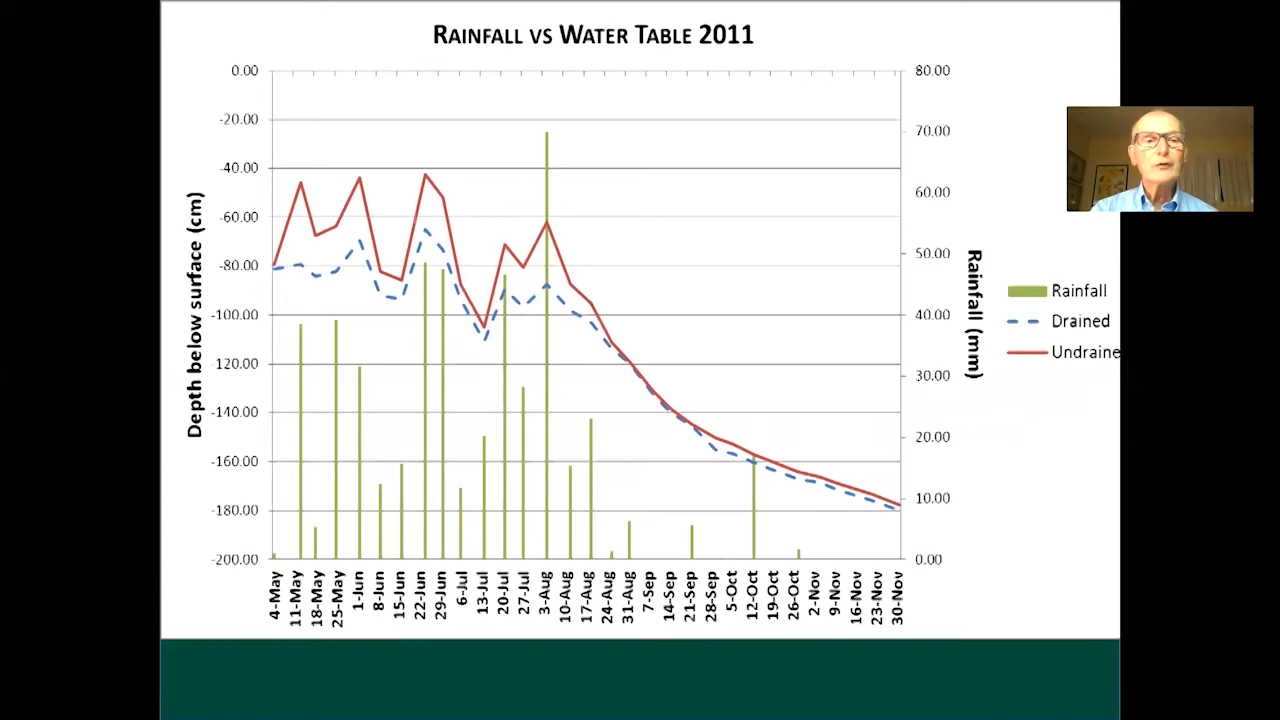 RAINFALL VS WATER TABLE 2011
0.00
-20.00
-40.00
-60.00
-80.00
-100.00
-120.00
-140.00
-160.00
-180.00
-200.00
Depth below surface (cm)
80.00
70.00
60.00
50.00
40.00
30.00
20.00
10.00
0.00
Rainfall (mm)
Rainfall
Drained
Undraine
4-May
11-May
18-May
25-May
1-Jun
8-Jun
15-Jun
22-Jun
29-Jun
6-Jul
13-Jul
20-Jul
27-Jul
3-Aug
10-Aug
17-Aug
24-Aug
31-Aug
7-Sep
14-Sep
21-Sep
28-Sep
5-Oct
12-Oct
19-Oct
26-Oct
2-Nov
9-Nov
16-Nov
23-Nov
30-Nov